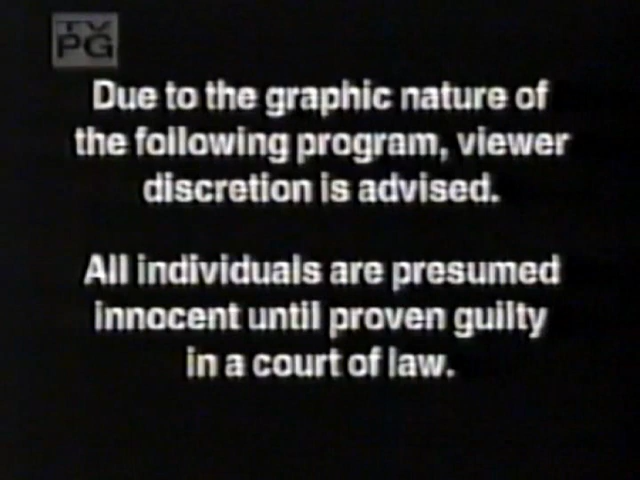 TV
PG
Due to the graphic nature of
the following program, viewer
discretion is advised.
All individuals are presumed
innocent until proven guilty
in a court of law.